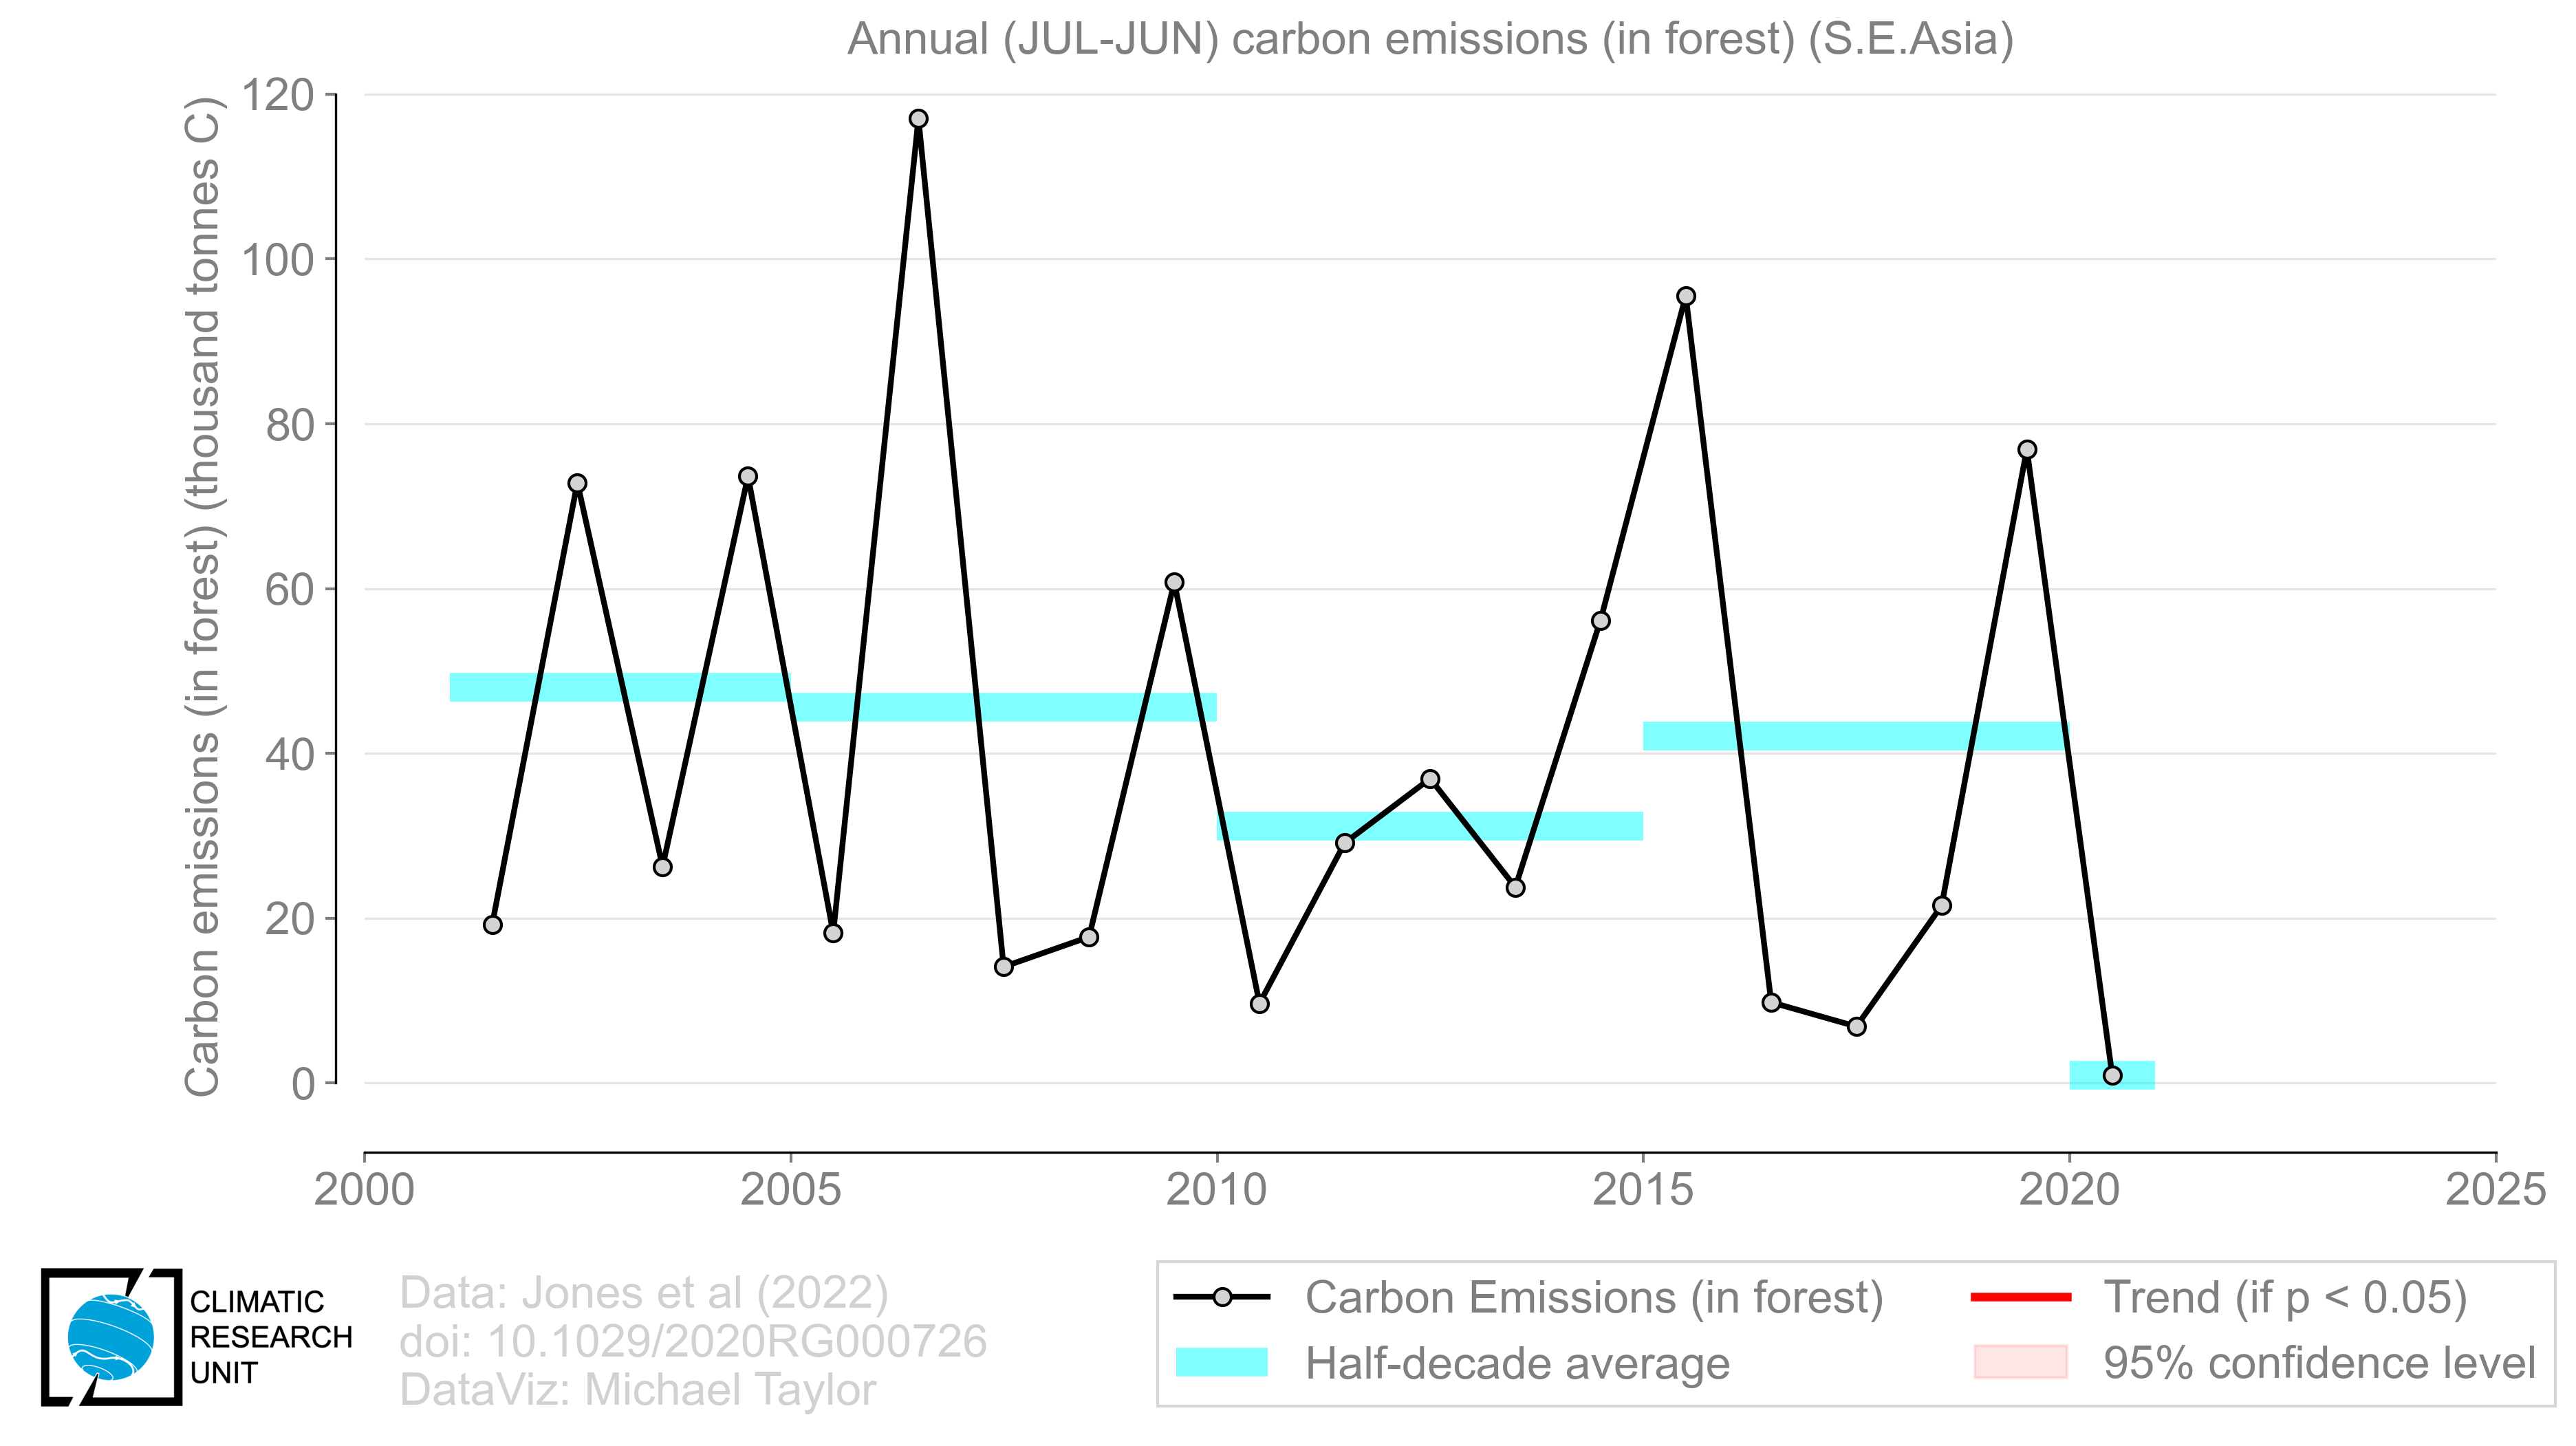 Annual (JUL-JUN) carbon emissions (in forest) (S.E.Asia)
Carbon emissions (in forest) (thousand tonnes C)
120
100
80
60
40
20
0
2000
2005
2010
2015
2020
2025
CLIMATIC
RESEARCH
UNIT
Data: Jones et al (2022)
doi: 10.1029/2020RG000726
DataViz: Michael Taylor
Carbon Emissions (in forest)
Half-decade average
Trend (if p < 0.05)
95% confidence level